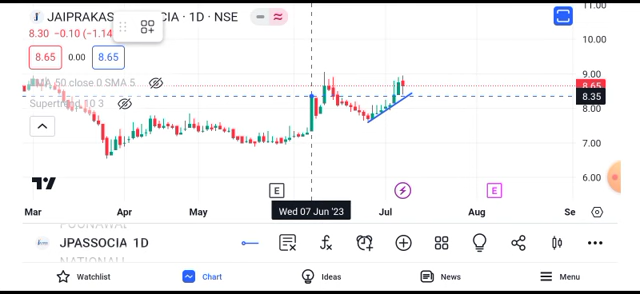 JAIPRAKAS OCIA · 1D · NSE
8.30 −0.10 (−1.14
8.65 0.00 8.65
SMA 50 close 0 SMA 5
Supertrend 10 3
11.00
10.00
9.00
8.65
8.35
8.00
7.00
6.00
E E
Mar Apr May Wed 07 Jun '23 Jul Aug Se
JPASSOCIA 1D
Watchlist Chart Ideas News Menu